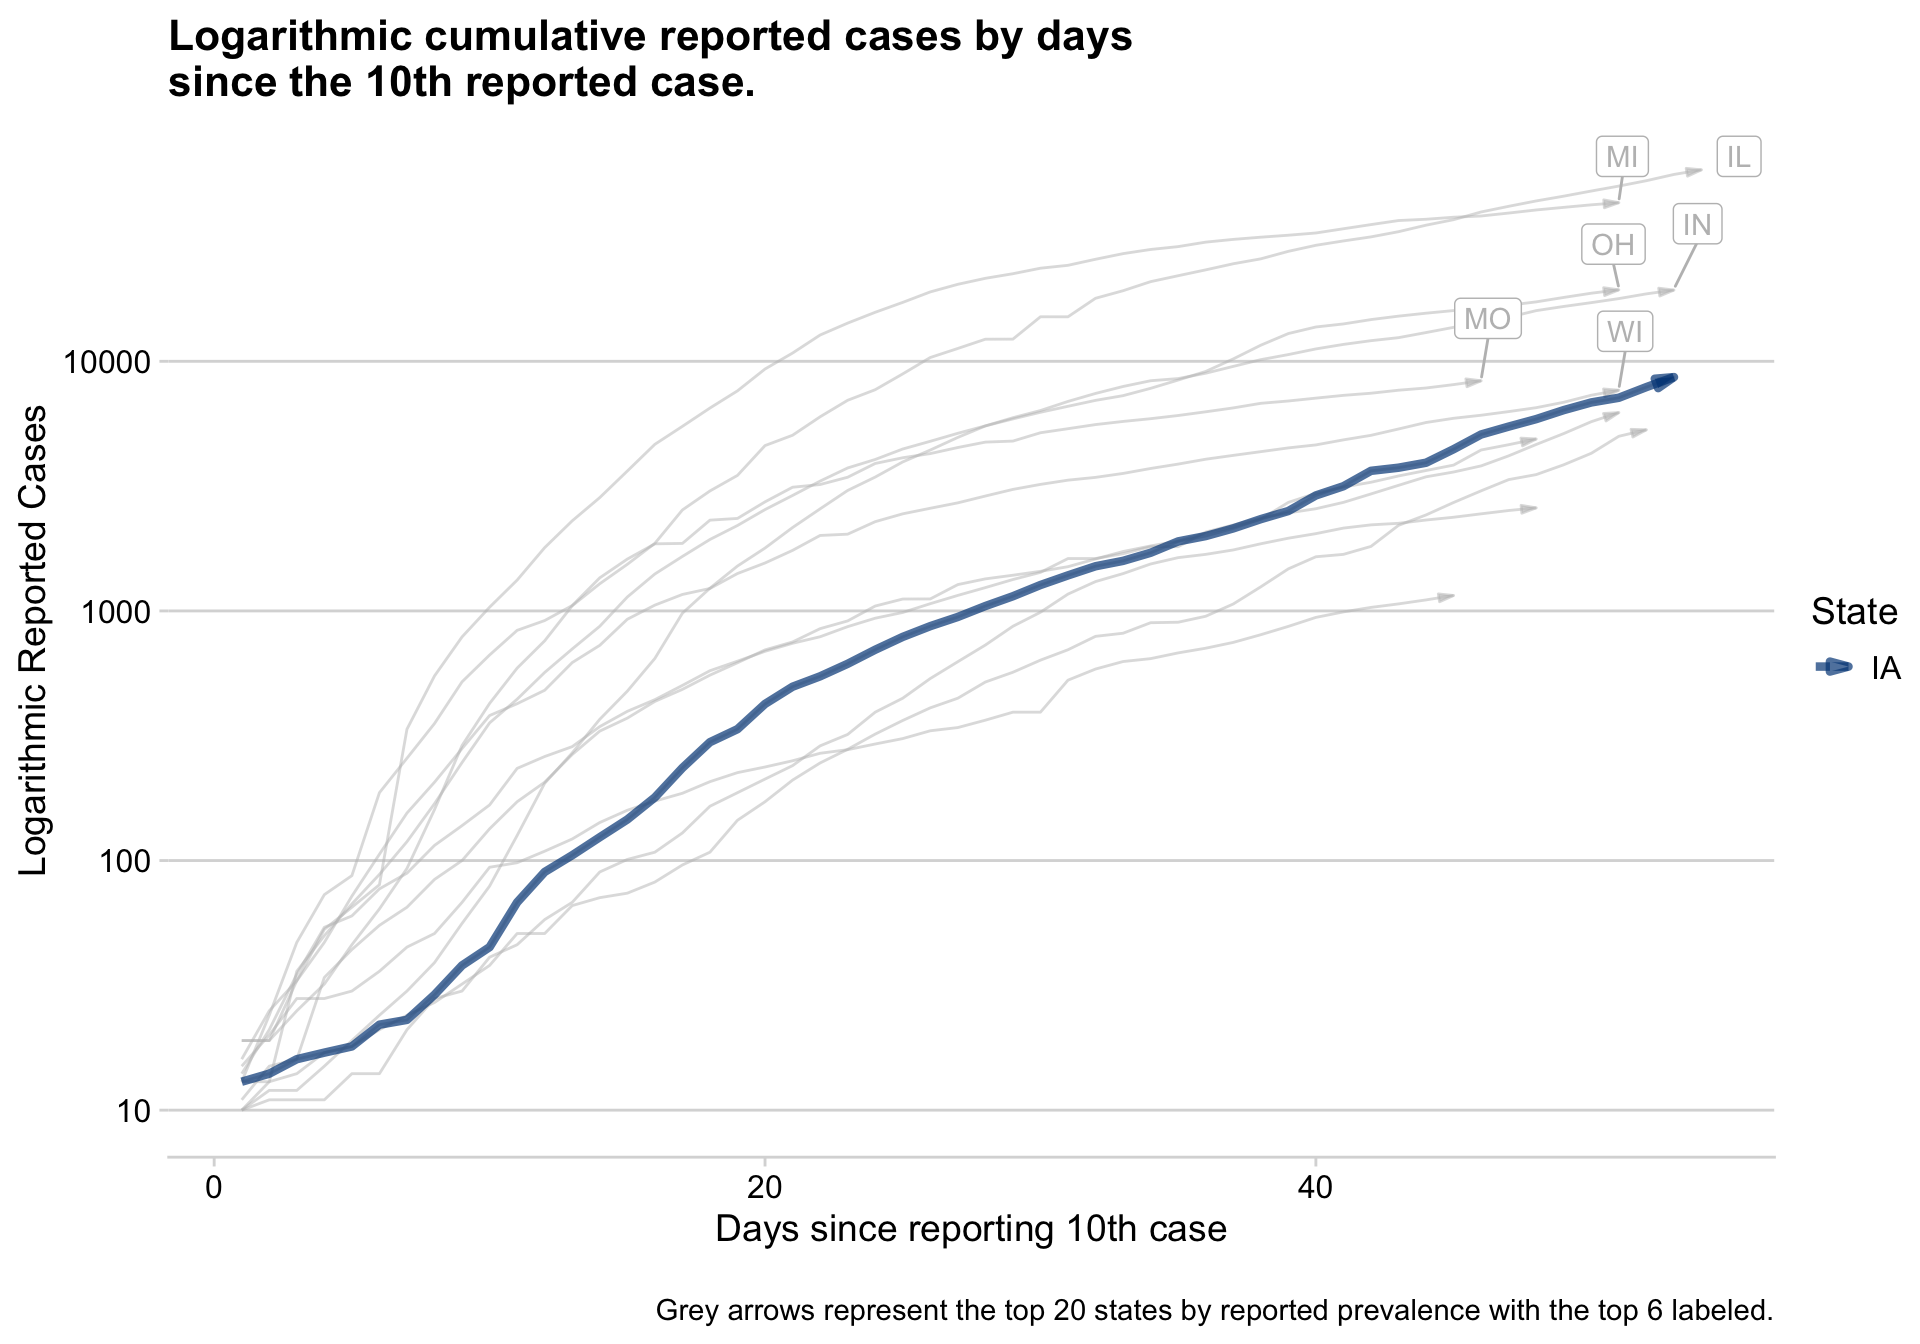 Logarithmic cumulative reported cases by days
since the 10th reported case.
MI
IL
IN
OH
MO
WI
10000
1000
100
10
Logarithmic Reported Cases
State
IA
0
20
40
Days since reporting 10th case
Grey arrows represent the top 20 states by reported prevalence with the top 6 labeled.